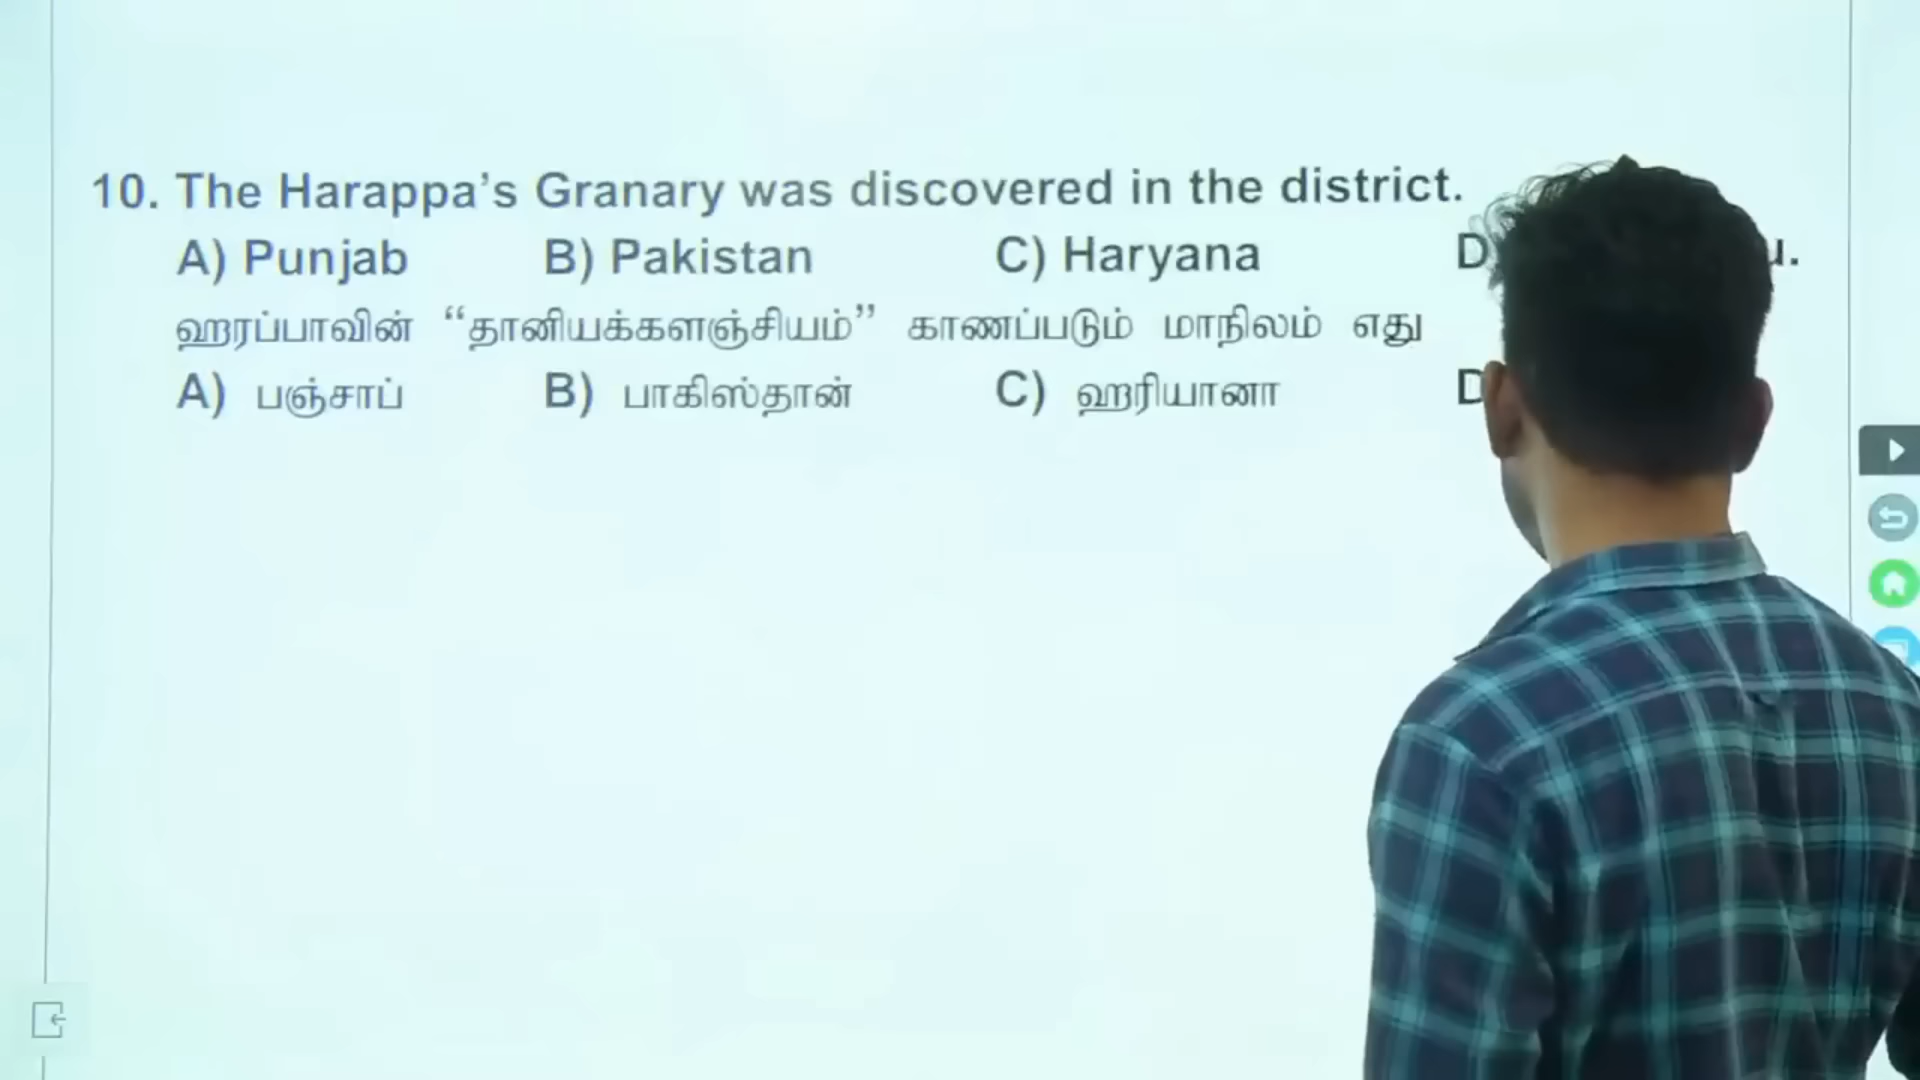 10. The Harappa’s Granary was discovered in the district.
A) Punjab B) Pakistan C) Haryana D
ஹரப்பாவின் “தானியக்களஞ்சியம்” காணப்படும் மாநிலம் எது
A) பஞ்சாப் B) பாகிஸ்தான் C) ஹரியானா D